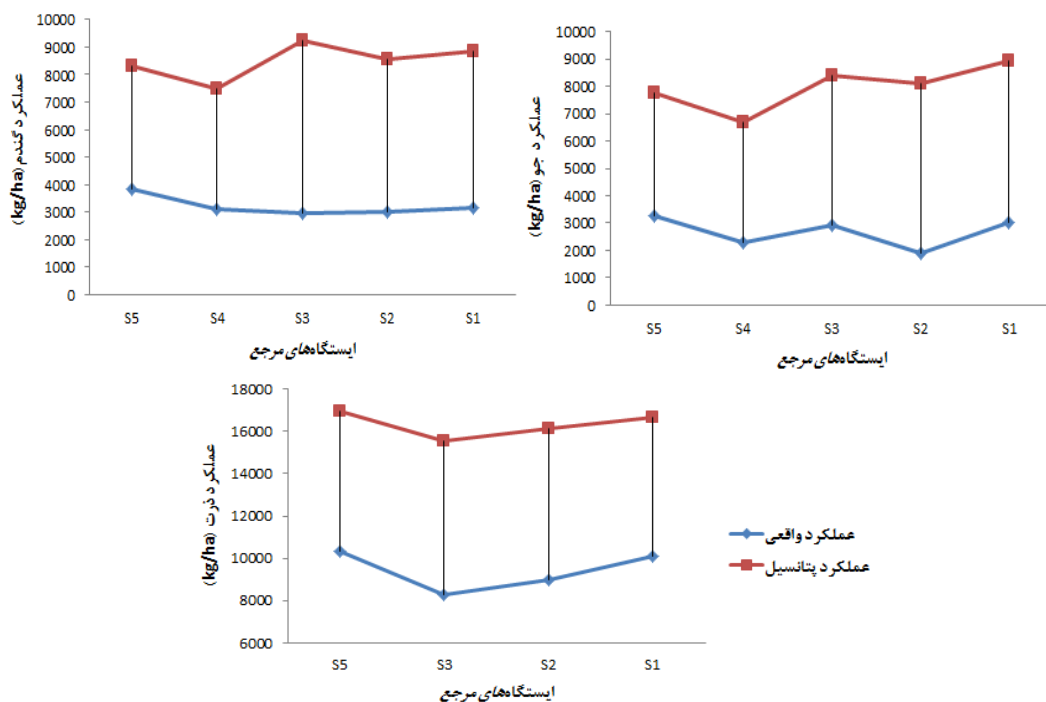 عملکرد گندم (kg/ha)
10000
9000
8000
7000
6000
5000
4000
3000
2000
1000
0
S5 S4 S3 S2 S1
ایستگاه‌های مرجع
عملکرد جو (kg/ha)
10000
9000
8000
7000
6000
5000
4000
3000
2000
1000
0
S5 S4 S3 S2 S1
ایستگاه‌های مرجع
عملکرد ذرت (kg/ha)
18000
16000
14000
12000
10000
8000
6000
S5 S3 S2 S1
ایستگاه‌های مرجع
عملکرد واقعی
عملکرد پتانسیل